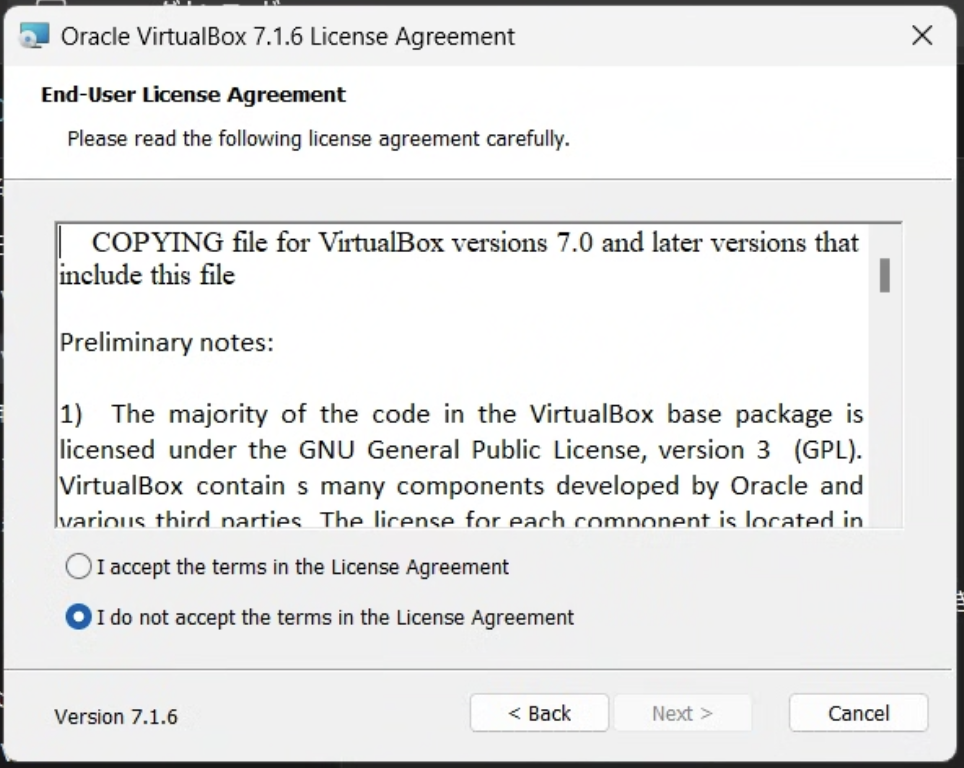 Oracle VirtualBox 7.1.6 License Agreement
End-User License Agreement
Please read the following license agreement carefully.
COPYING file for VirtualBox versions 7.0 and later versions that
include this file
Preliminary notes:
1) The majority of the code in the VirtualBox base package is
licensed under the GNU General Public License, version 3 (GPL).
VirtualBox contain s many components developed by Oracle and
various third parties. The license for each component is located in
I accept the terms in the License Agreement
I do not accept the terms in the License Agreement
Version 7.1.6
< Back
Next >
Cancel